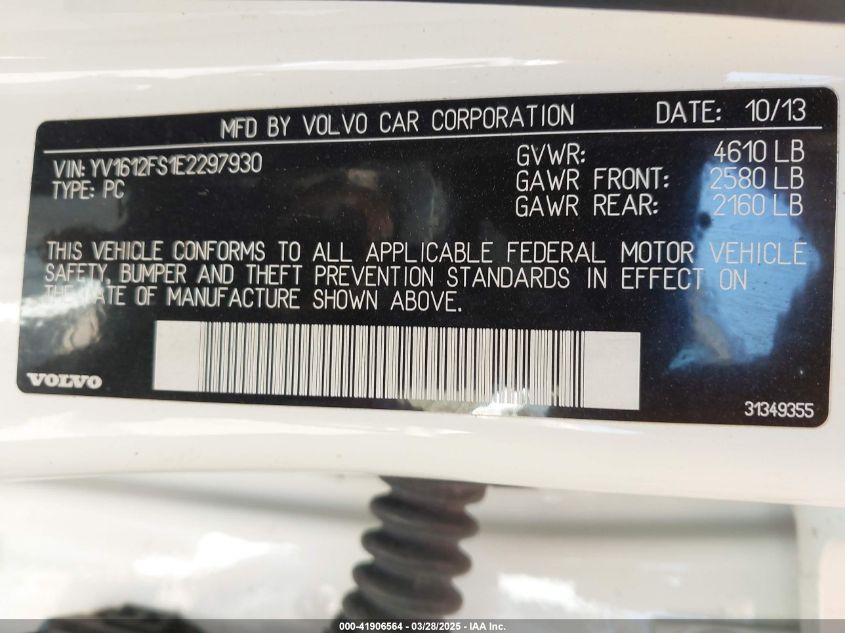 MFD BY VOLVO CAR CORPORATION DATE: 10/13
VIN: YV1612FS1E2297930 GVWR: 4610 LB
TYPE: PC GAWR FRONT: 2580 LB
GAWR REAR: 2160 LB
THIS VEHICLE CONFORMS TO ALL APPLICABLE FEDERAL MOTOR VEHICLE
SAFETY, BUMPER AND THEFT PREVENTION STANDARDS IN EFFECT ON
THE DATE OF MANUFACTURE SHOWN ABOVE.
VOLVO
31349355
000-41906564 | 03/28/2025 - IAA Inc.